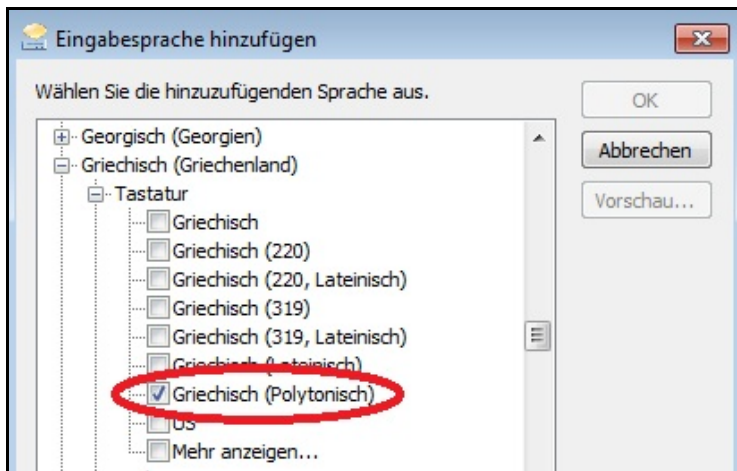 Eingabesprache hinzufügen
Wählen Sie die hinzuzufügenden Sprache aus.
OK
Abbrechen
Vorschau...
Georgisch (Georgien)
Griechisch (Griechenland)
Tastatur
Griechisch
Griechisch (220)
Griechisch (220, Lateinisch)
Griechisch (319)
Griechisch (319, Lateinisch)
Griechisch (Lateinisch)
Griechisch (Polytonisch)
US
Mehr anzeigen...